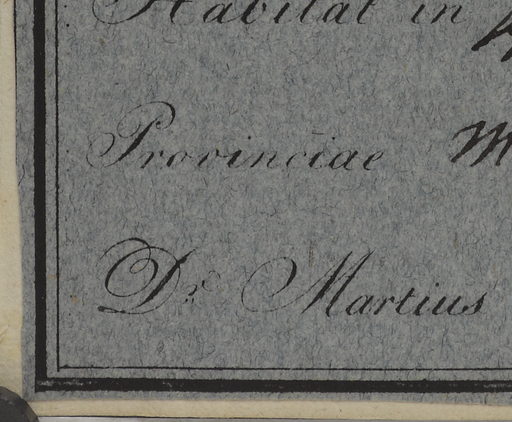 Habitat in
Provinciae
Dr. Martius